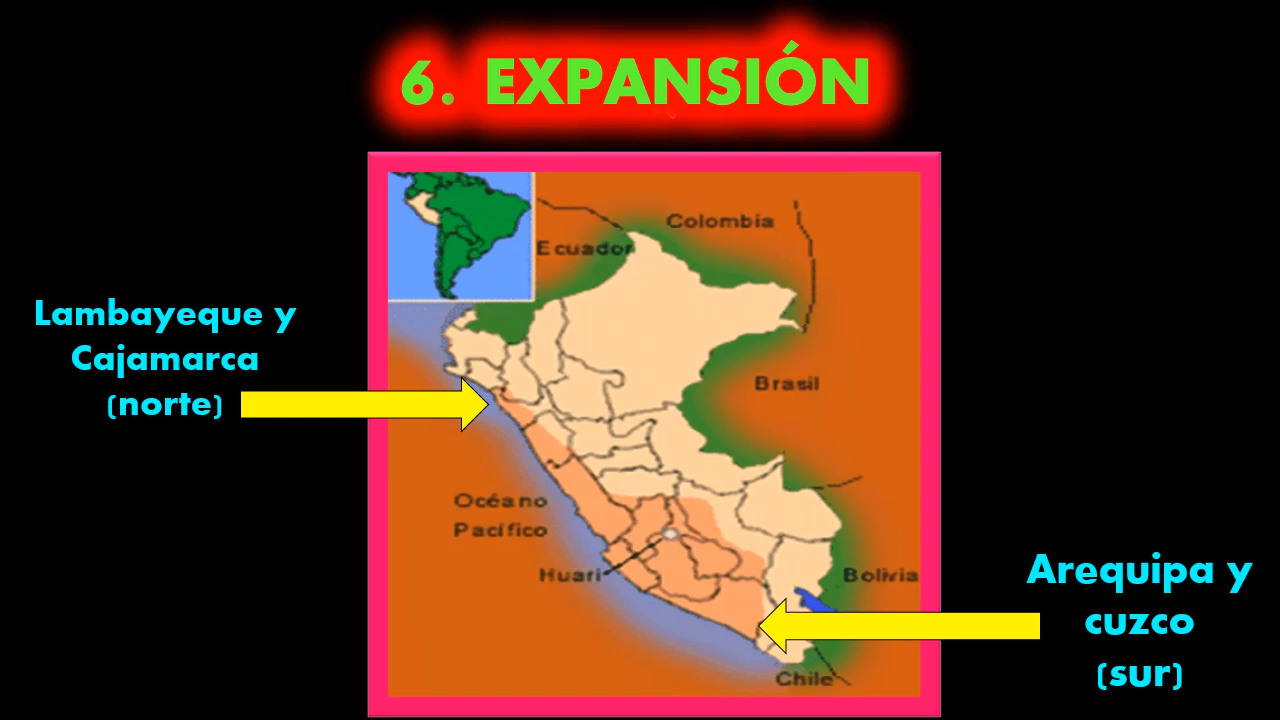 6. EXPANSIÓN
Colombia
Ecuador
Lambayeque y
Cajamarca
(norte)
Brasil
Océano
Pacífico
Huari
Bolivia
Arequipa y
cuzco
(sur)
Chile